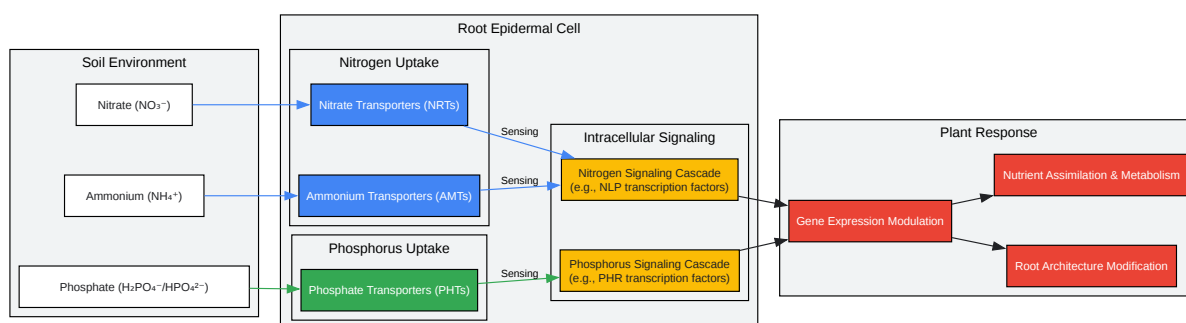 Root Epidermal Cell
Soil Environment
Nitrogen Uptake
Nitrate (NO₃⁻)
Nitrate Transporters (NRTs)
Sensing
Intracellular Signaling
Plant Response
Ammonium (NH₄⁺)
Ammonium Transporters (AMTs)
Sensing
Nitrogen Signaling Cascade
(e.g., NLP transcription factors)
Nutrient Assimilation & Metabolism
Gene Expression Modulation
Phosphorus Uptake
Phosphate (H₂PO₄⁻/HPO₄²⁻)
Phosphate Transporters (PHTs)
Sensing
Phosphorus Signaling Cascade
(e.g., PHR transcription factors)
Root Architecture Modification